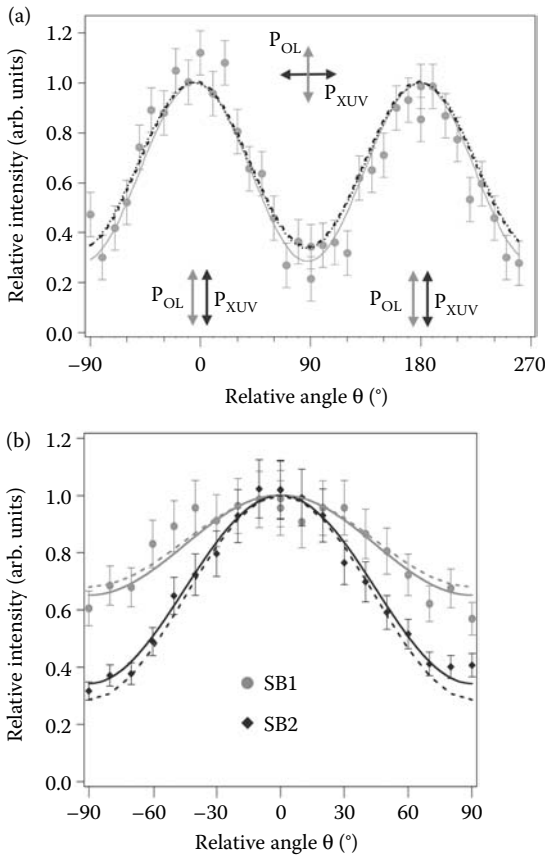 (a)
Relative intensity (arb. units)
1.2
1.0
0.8
0.6
0.4
0.2
0.0
P_OL
P_XUV
P_OL P_XUV
P_OL P_XUV
−90 0 90 180 270
Relative angle θ (°)
(b)
Relative intensity (arb. units)
1.2
1.0
0.8
0.6
0.4
0.2
0.0
SB1
SB2
−90 −60 −30 0 30 60 90
Relative angle θ (°)